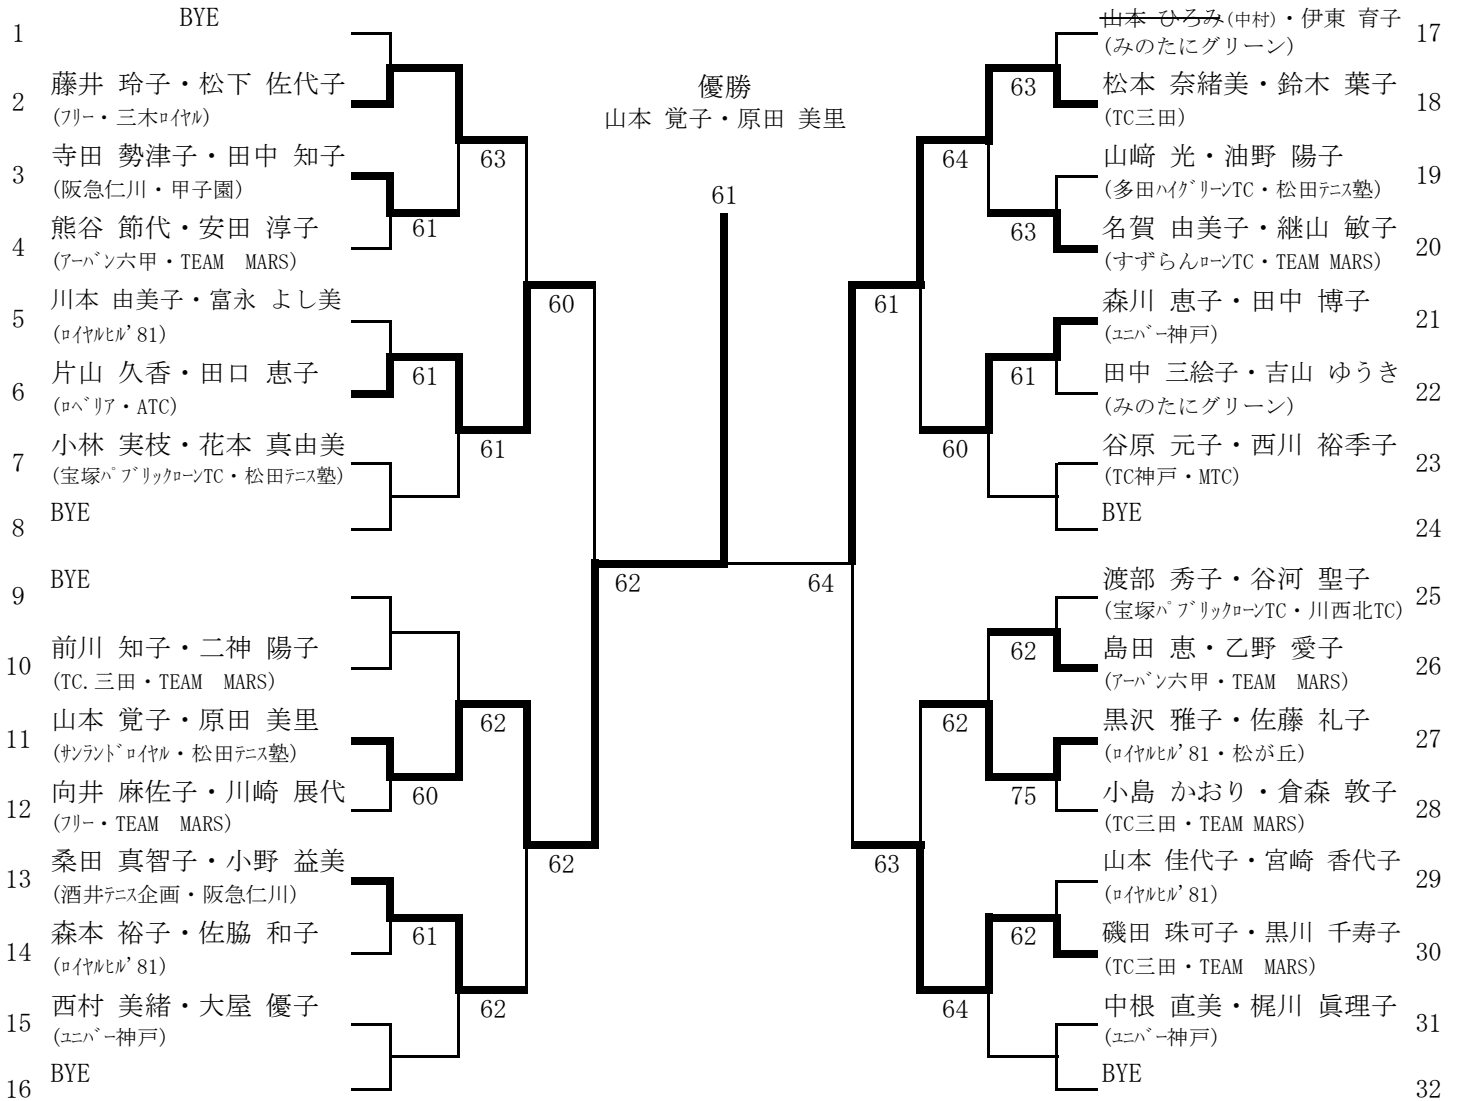 優勝
山本 覚子・原田 美里
61
1
BYE
2
藤井 玲子・松下 佐代子
(フリー・三木ロイヤル)
63
3
寺田 勢津子・田中 知子
(阪急仁川・甲子園)
61
4
熊谷 節代・安田 淳子
(アーバン六甲・TEAM　MARS)
60
5
川本 由美子・富永 よし美
(ロイヤルヒル'81)
61
6
片山 久香・田口 恵子
(ロベリア・ATC)
61
7
小林 実枝・花本 真由美
(宝塚パブリックローンTC・松田テニス塾)
8
BYE
62
9
BYE
10
前川 知子・二神 陽子
(TC.三田・TEAM　MARS)
62
11
山本 覚子・原田 美里
(サンランドロイヤル・松田テニス塾)
60
12
向井 麻佐子・川崎 展代
(フリー・TEAM　MARS)
62
13
桑田 真智子・小野 益美
(酒井テニス企画・阪急仁川)
61
14
森本 裕子・佐脇 和子
(ロイヤルヒル'81)
62
15
西村 美緒・大屋 優子
(ユニバー神戸)
16
BYE
山本 ひろみ(中村)・伊東 育子
(みのたにグリーン)
17
63
松本 奈緒美・鈴木 葉子
(TC三田)
18
64
山﨑 光・油野 陽子
(多田ハイグリーンTC・松田テニス塾)
19
63
名賀 由美子・継山 敏子
(すずらんローンTC・TEAM MARS)
20
61
森川 恵子・田中 博子
(ユニバー神戸)
21
61
田中 三絵子・吉山 ゆうき
(みのたにグリーン)
22
60
谷原 元子・西川 裕季子
(TC神戸・MTC)
23
BYE
24
64
渡部 秀子・谷河 聖子
(宝塚パブリックローンTC・川西北TC)
25
62
島田 恵・乙野 愛子
(アーバン六甲・TEAM　MARS)
26
62
黒沢 雅子・佐藤 礼子
(ロイヤルヒル'81・松が丘)
27
75
小島 かおり・倉森 敦子
(TC三田・TEAM MARS)
28
63
山本 佳代子・宮崎 香代子
(ロイヤルヒル'81)
29
62
磯田 珠可子・黒川 千寿子
(TC三田・TEAM　MARS)
30
64
中根 直美・梶川 眞理子
(ユニバー神戸)
31
BYE
32